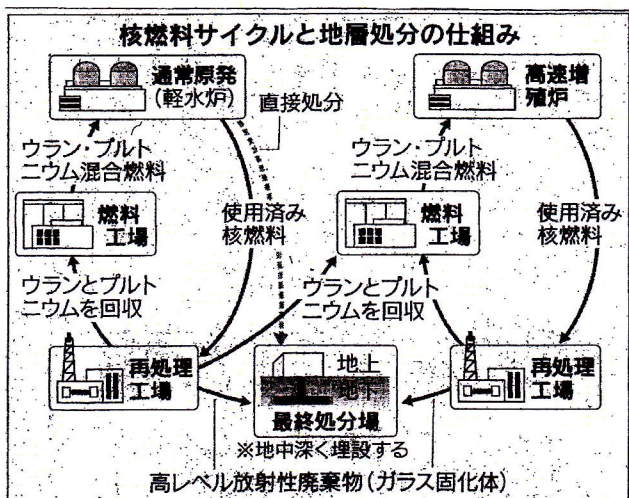 核燃料サイクルと地層処分の仕組み
通常原発
(軽水炉)
直接処分
高速増
殖炉
ウラン・プルト
ニウム混合燃料
ウラン・プルト
ニウム混合燃料
燃料
工場
使用済み
核燃料
燃料
工場
使用済み
核燃料
ウランとプルト
ニウムを回収
ウランとプルト
ニウムを回収
再処理
工場
地上
地下
最終処分場
※地中深く埋設する
再処理
工場
高レベル放射性廃棄物(ガラス固化体)